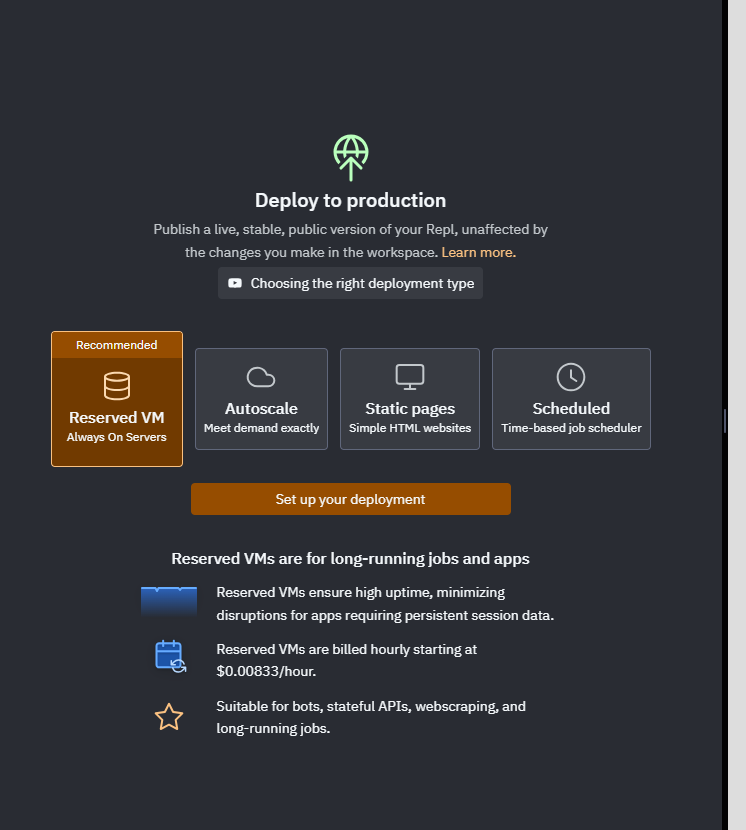 Deploy to production
Publish a live, stable, public version of your Repl, unaffected by
the changes you make in the workspace. Learn more.
Choosing the right deployment type
Recommended
Reserved VM
Always On Servers
Autoscale
Meet demand exactly
Static pages
Simple HTML websites
Scheduled
Time-based job scheduler
Set up your deployment
Reserved VMs are for long-running jobs and apps
Reserved VMs ensure high uptime, minimizing
disruptions for apps requiring persistent session data.
Reserved VMs are billed hourly starting at
$0.00833/hour.
Suitable for bots, stateful APIs, webscraping, and
long-running jobs.